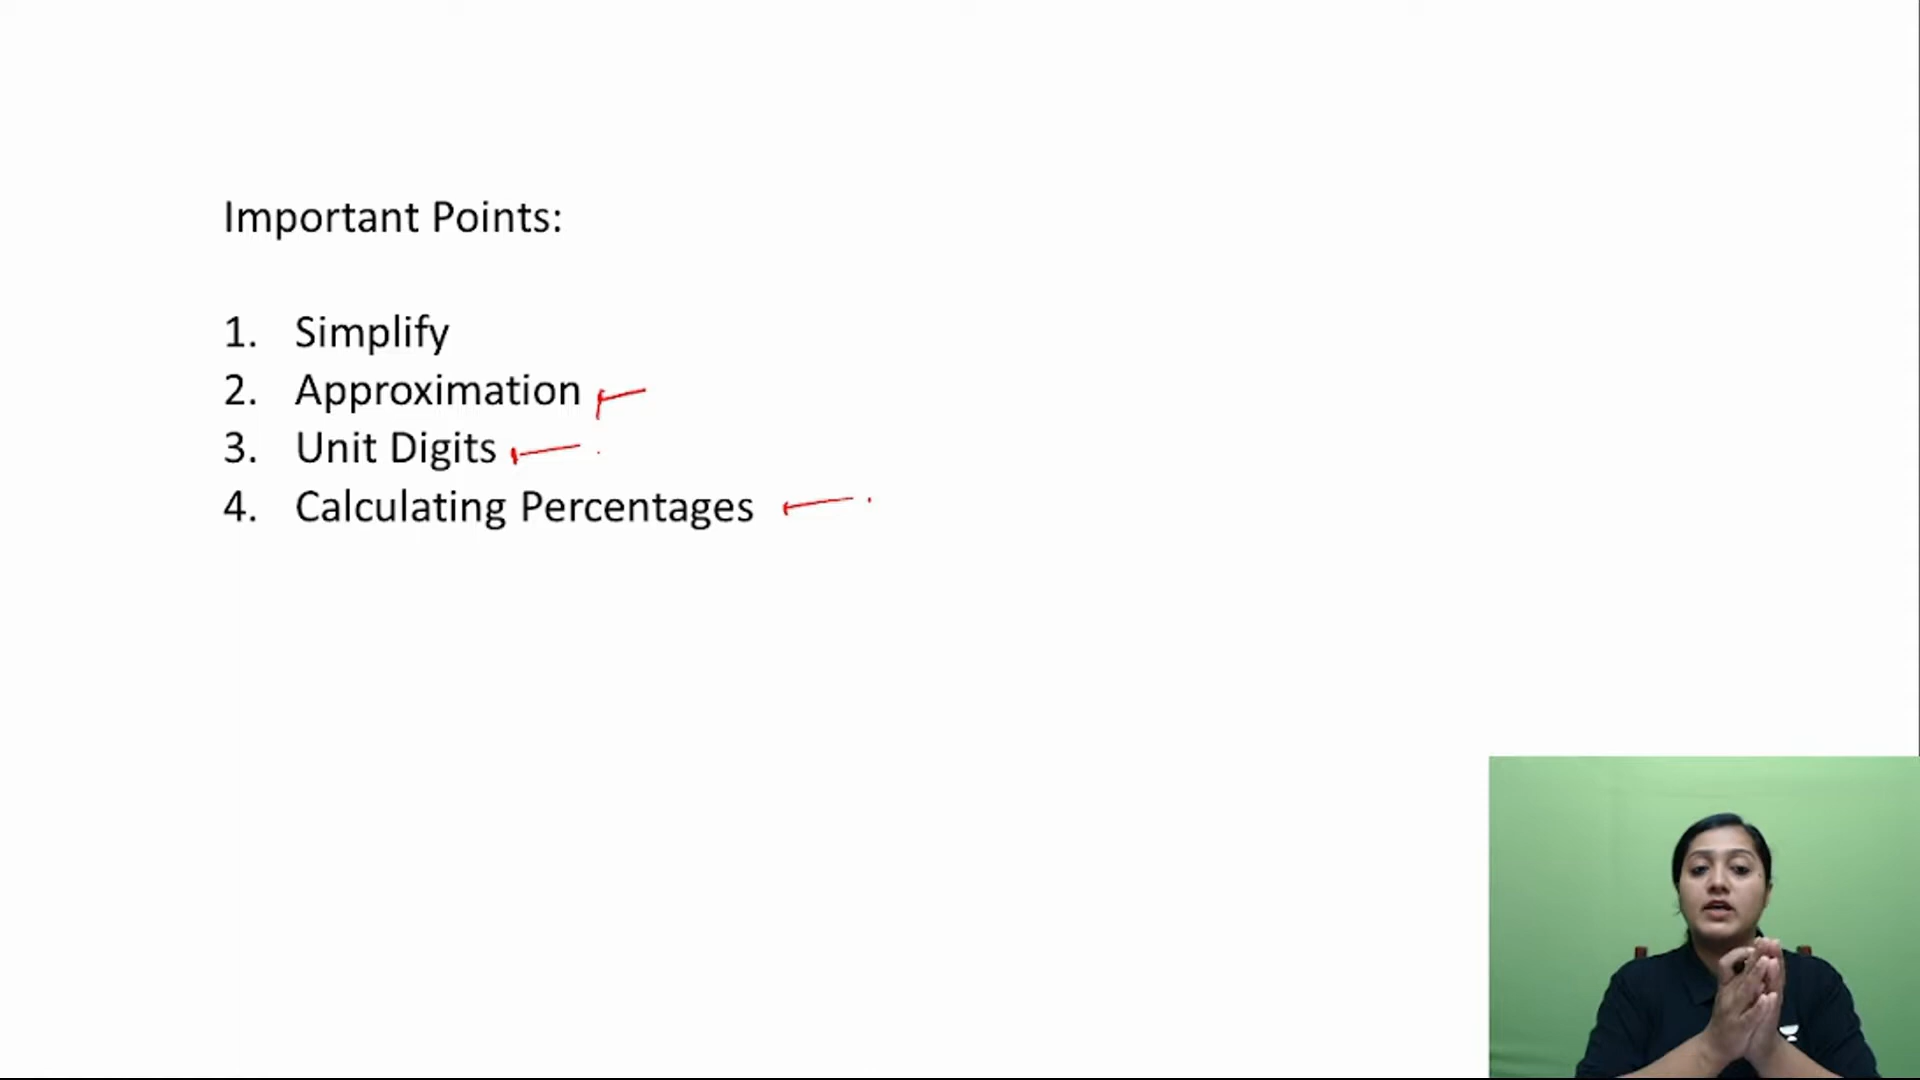 Important Points:
1. Simplify
2. Approximation
3. Unit Digits
4. Calculating Percentages